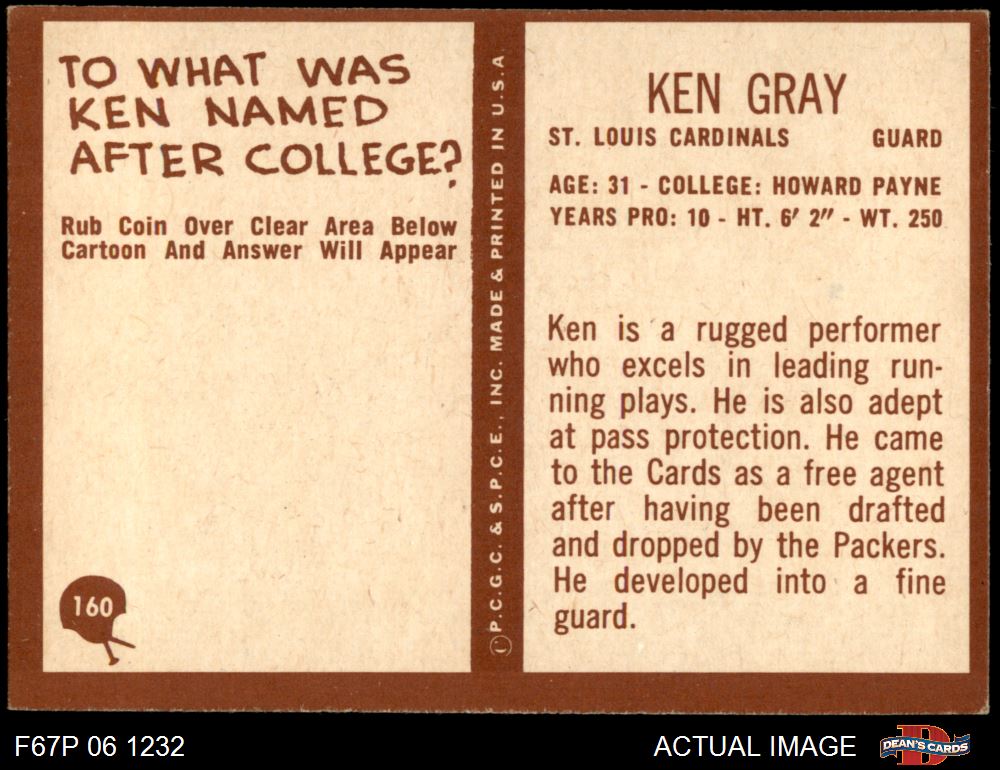 TO WHAT WAS
KEN NAMED
AFTER COLLEGE?
Rub Coin Over Clear Area Below
Cartoon And Answer Will Appear
160
© P.C.G.C. & S.P.C.E., INC. MADE & PRINTED IN U.S.A
KEN GRAY
ST. LOUIS CARDINALS GUARD
AGE: 31 - COLLEGE: HOWARD PAYNE
YEARS PRO: 10 - HT. 6' 2" - WT. 250
Ken is a rugged performer
who excels in leading run-
ning plays. He is also adept
at pass protection. He came
to the Cards as a free agent
after having been drafted
and dropped by the Packers.
He developed into a fine
guard.
F67P 06 1232
ACTUAL IMAGE
DEAN'S CARDS